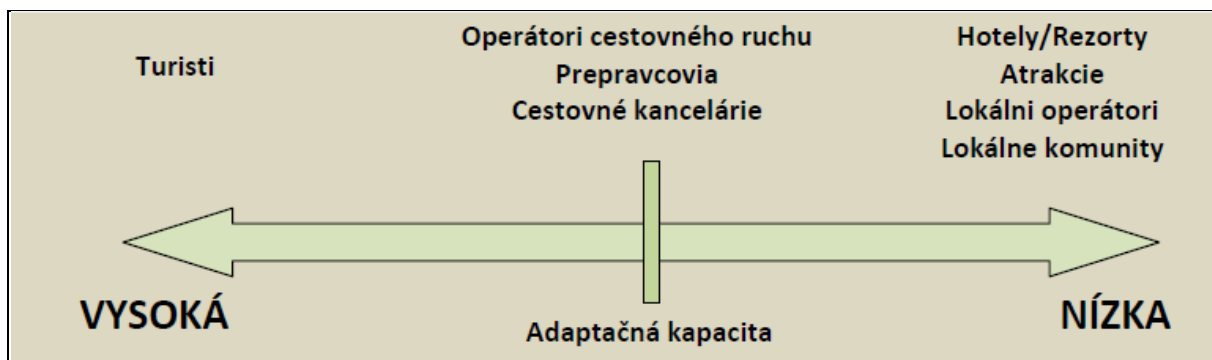 Turisti
Operátori cestovného ruchu
Prepravcovia
Cestovné kancelárie
Hotely/Rezorty
Atrakcie
Lokálni operátori
Lokálne komunity
VYSOKÁ
Adaptačná kapacita
NÍZKA